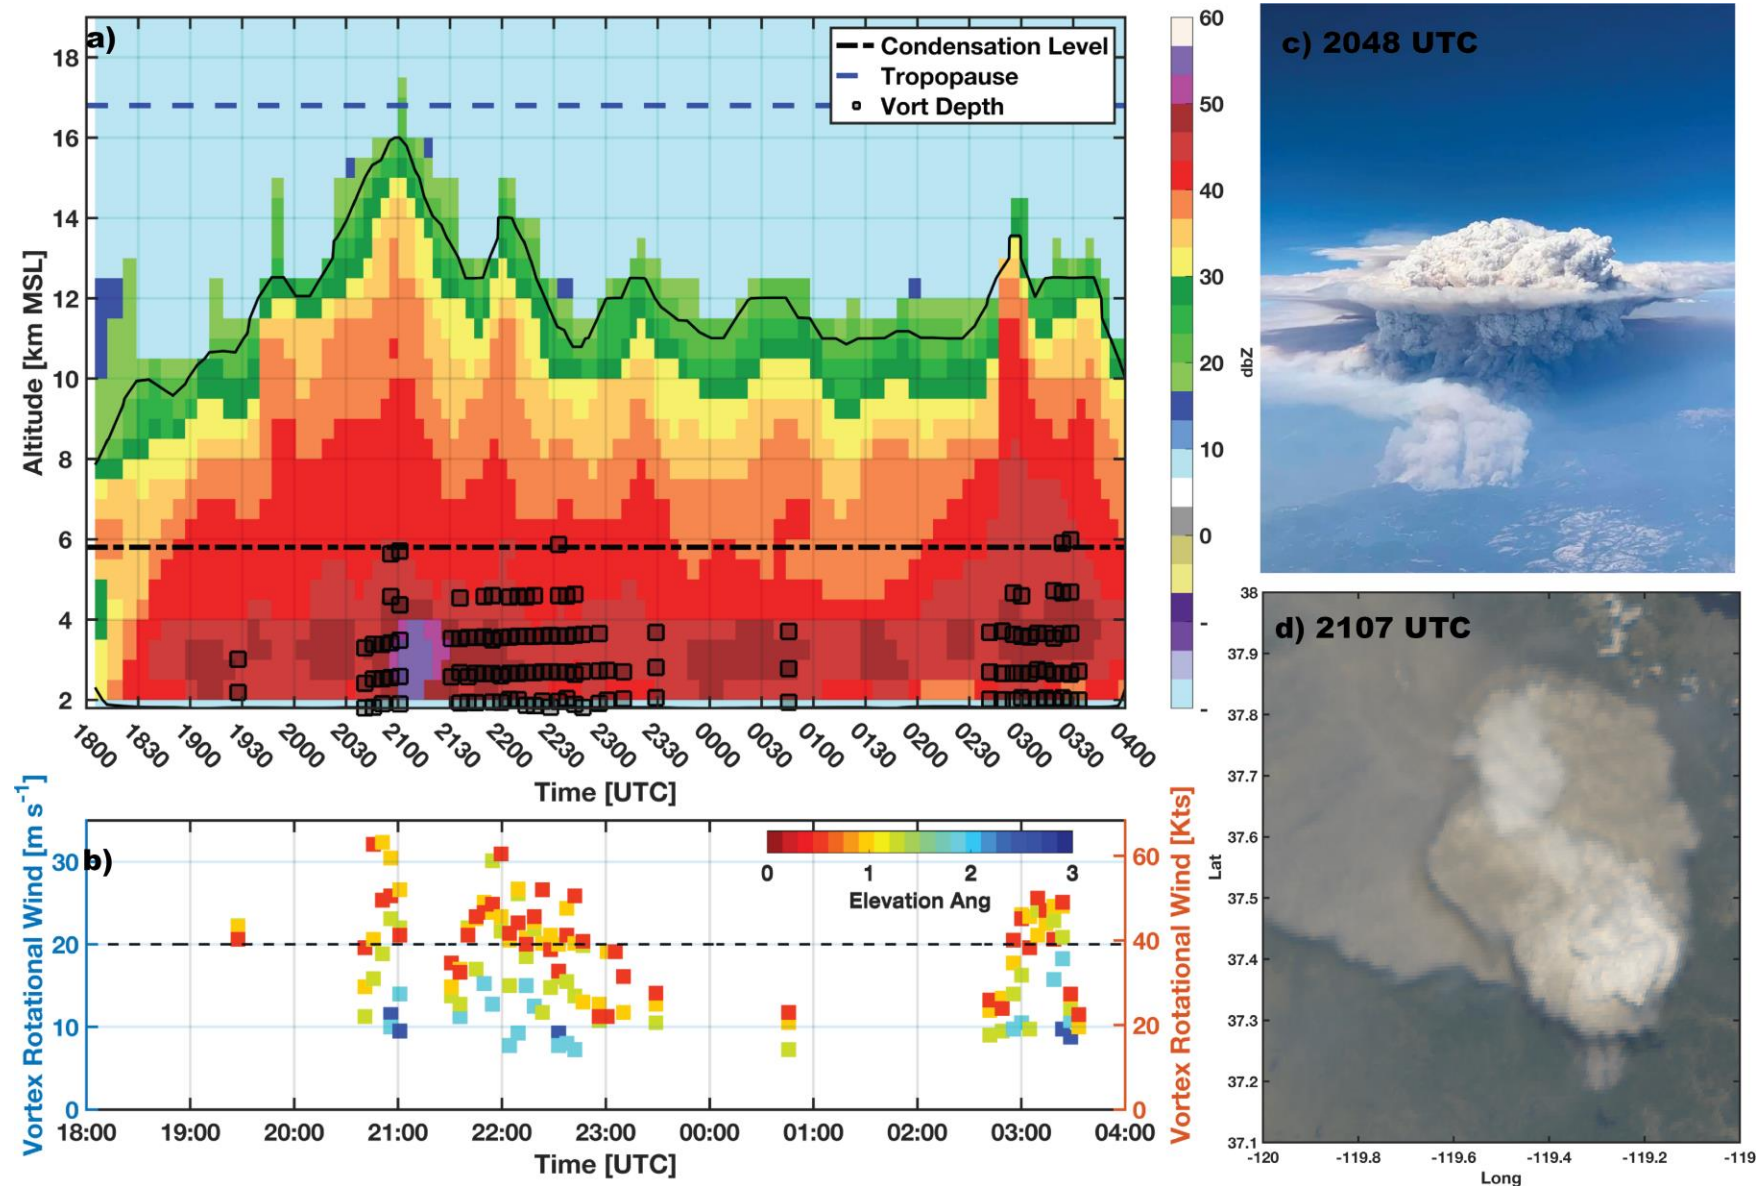 a)
Condensation Level
Tropopause
Vort Depth
Altitude [km MSL]
18
16
14
12
10
8
6
4
2
1800 1830 1900 1930 2000 2030 2100 2130 2200 2230 2300 2330 0000 0030 0100 0130 0200 0230 0300 0330 0400
Time [UTC]
60
50
40
30
20
10
0
-
-
-
dbZ
c) 2048 UTC
d) 2107 UTC
Lat
38
37.9
37.8
37.7
37.6
37.5
37.4
37.3
37.2
37.1
-120 -119.8 -119.6 -119.4 -119.2 -119
Long
b)
Vortex Rotational Wind [m s-1]
30
20
10
0
0 1 2 3
Elevation Ang
60
40
20
0
Vortex Rotational Wind [Kts]
18:00 19:00 20:00 21:00 22:00 23:00 00:00 01:00 02:00 03:00 04:00
Time [UTC]